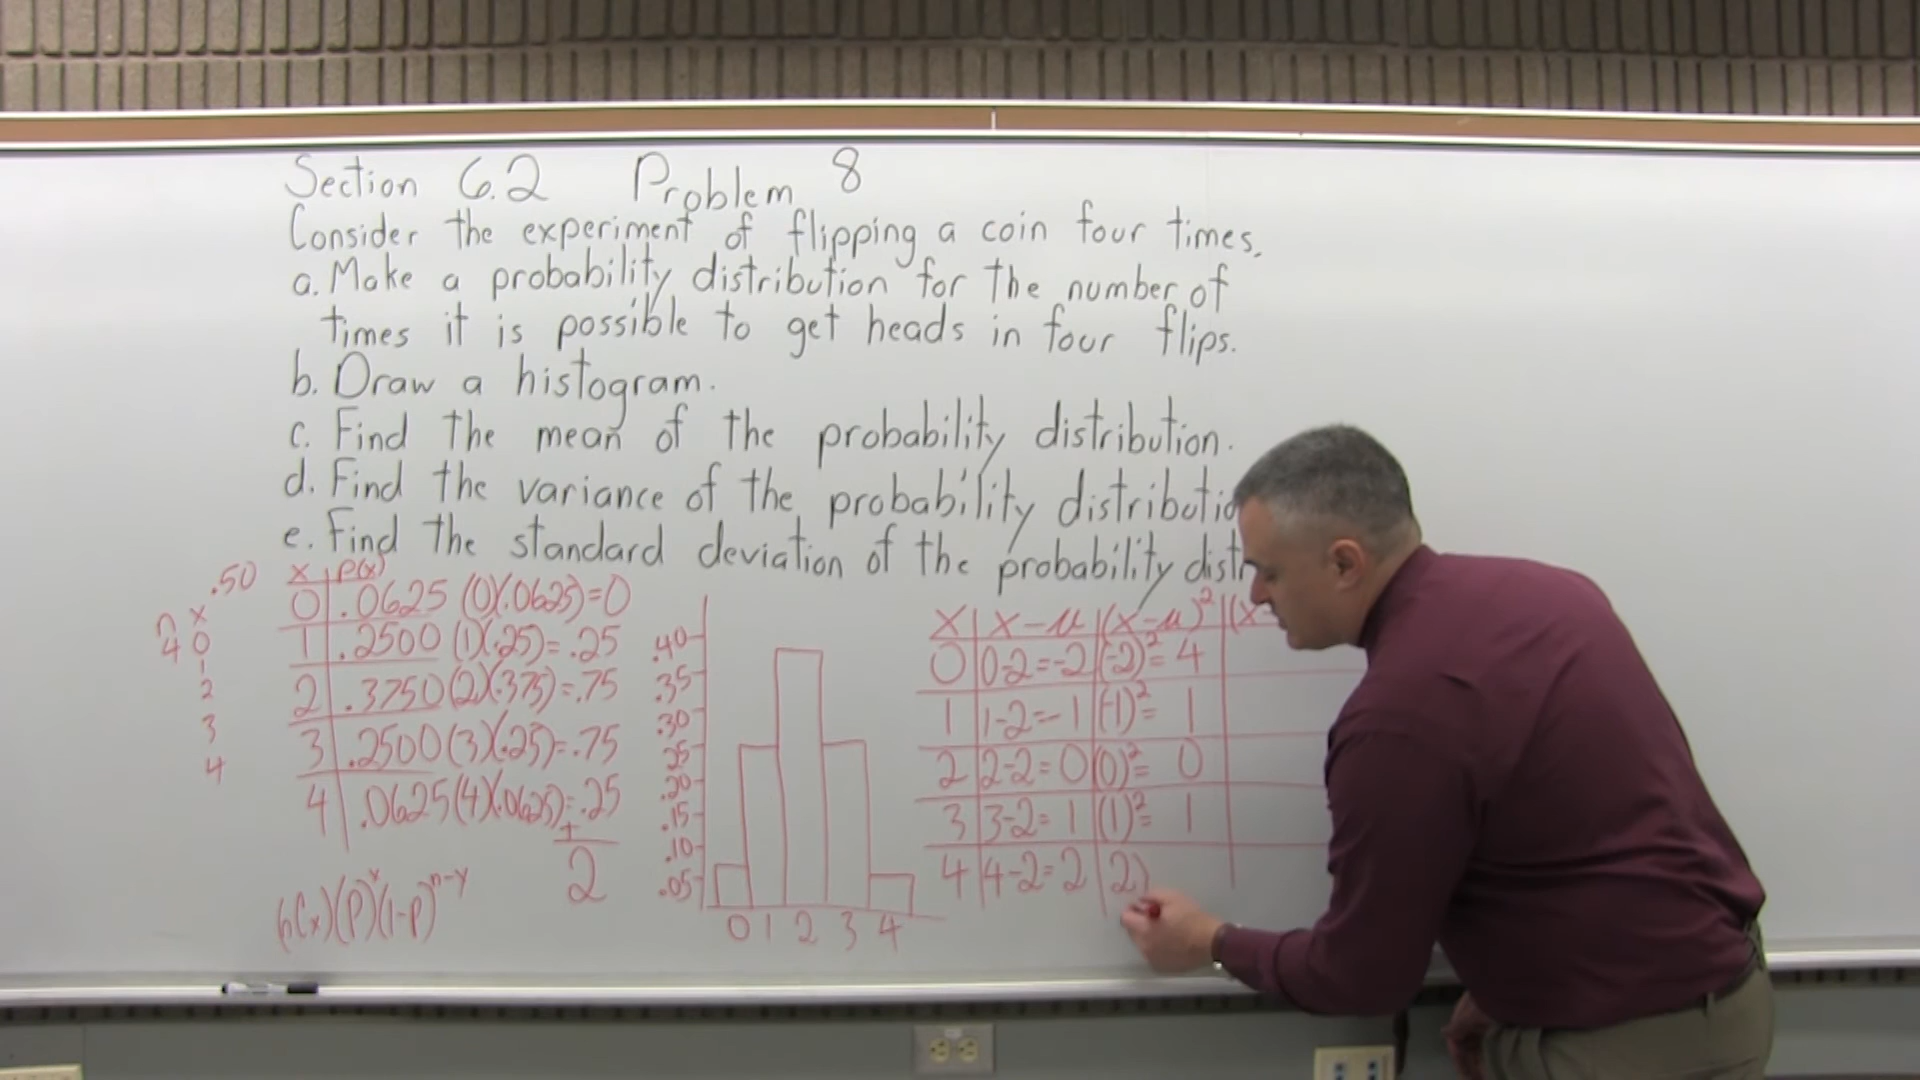 Section 6.2 Problem 8
Consider the experiment of flipping a coin four times.
a. Make a probability distribution for the number of
times it is possible to get heads in four flips.
b. Draw a histogram.
c. Find the mean of the probability distribution.
d. Find the variance of the probability distributio
e. Find the standard deviation of the probability dist
.50
n x
4 0
1
2
3
4
x P(x)
0 .0625 (0)(.0625)=0
1 .2500 (1)(.25)=.25
2 .3750 (2)(.375)=.75
3 .2500 (3)(.25)=.75
4 .0625 (4)(.0625)=.25
+
2
(nCx)(p)^x(1-p)^n-x
.40
.35
.30
.25
.20
.15
.10
.05
0 1 2 3 4
x x-μ (x-μ)² (x-
0 0-2=-2 (-2)²=4
1 1-2=-1 (-1)²=1
2 2-2=0 (0)²=0
3 3-2=1 (1)²=1
4 4-2=2 (2)